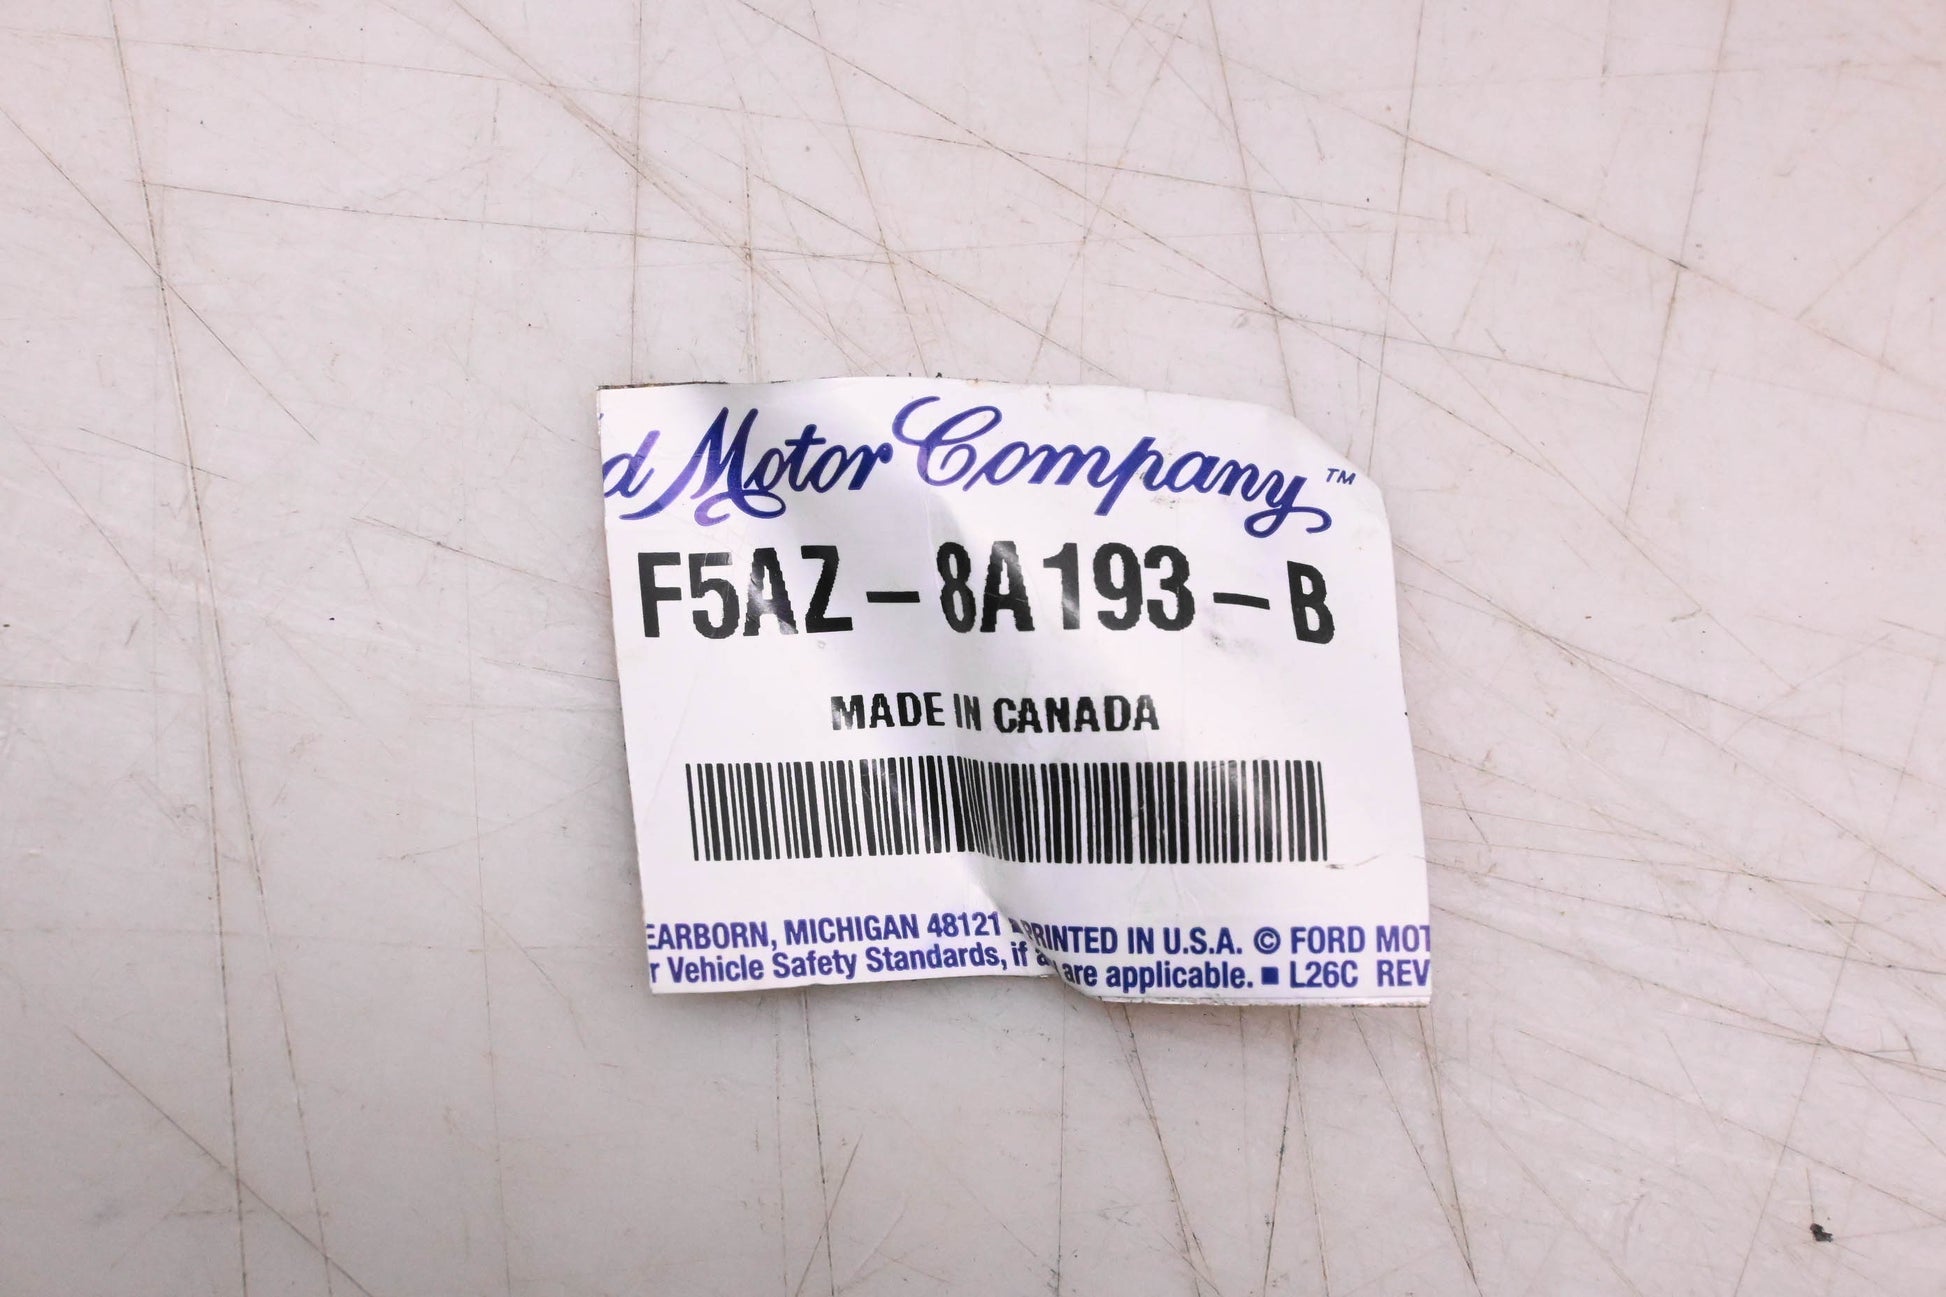 d Motor Company™
F5AZ-8A193-B
MADE IN CANADA
EARBORN, MICHIGAN 48121 ■ PRINTED IN U.S.A. © FORD MOT
r Vehicle Safety Standards, if are applicable. ■ L26C REV